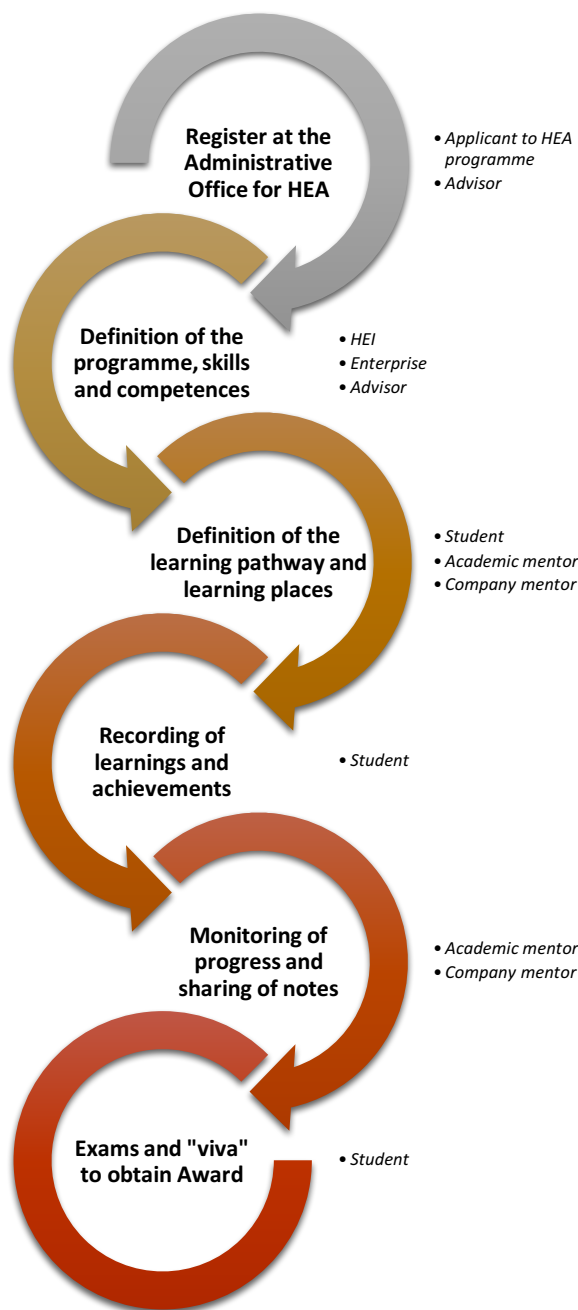 Register at the
Administrative
Office for HEA
• Applicant to HEA
programme
• Advisor
Definition of the
programme, skills
and competences
• HEI
• Enterprise
• Advisor
Definition of the
learning pathway and
learning places
• Student
• Academic mentor
• Company mentor
Recording of
learnings and
achievements
• Student
Monitoring of
progress and
sharing of notes
• Academic mentor
• Company mentor
Exams and "viva"
to obtain Award
• Student